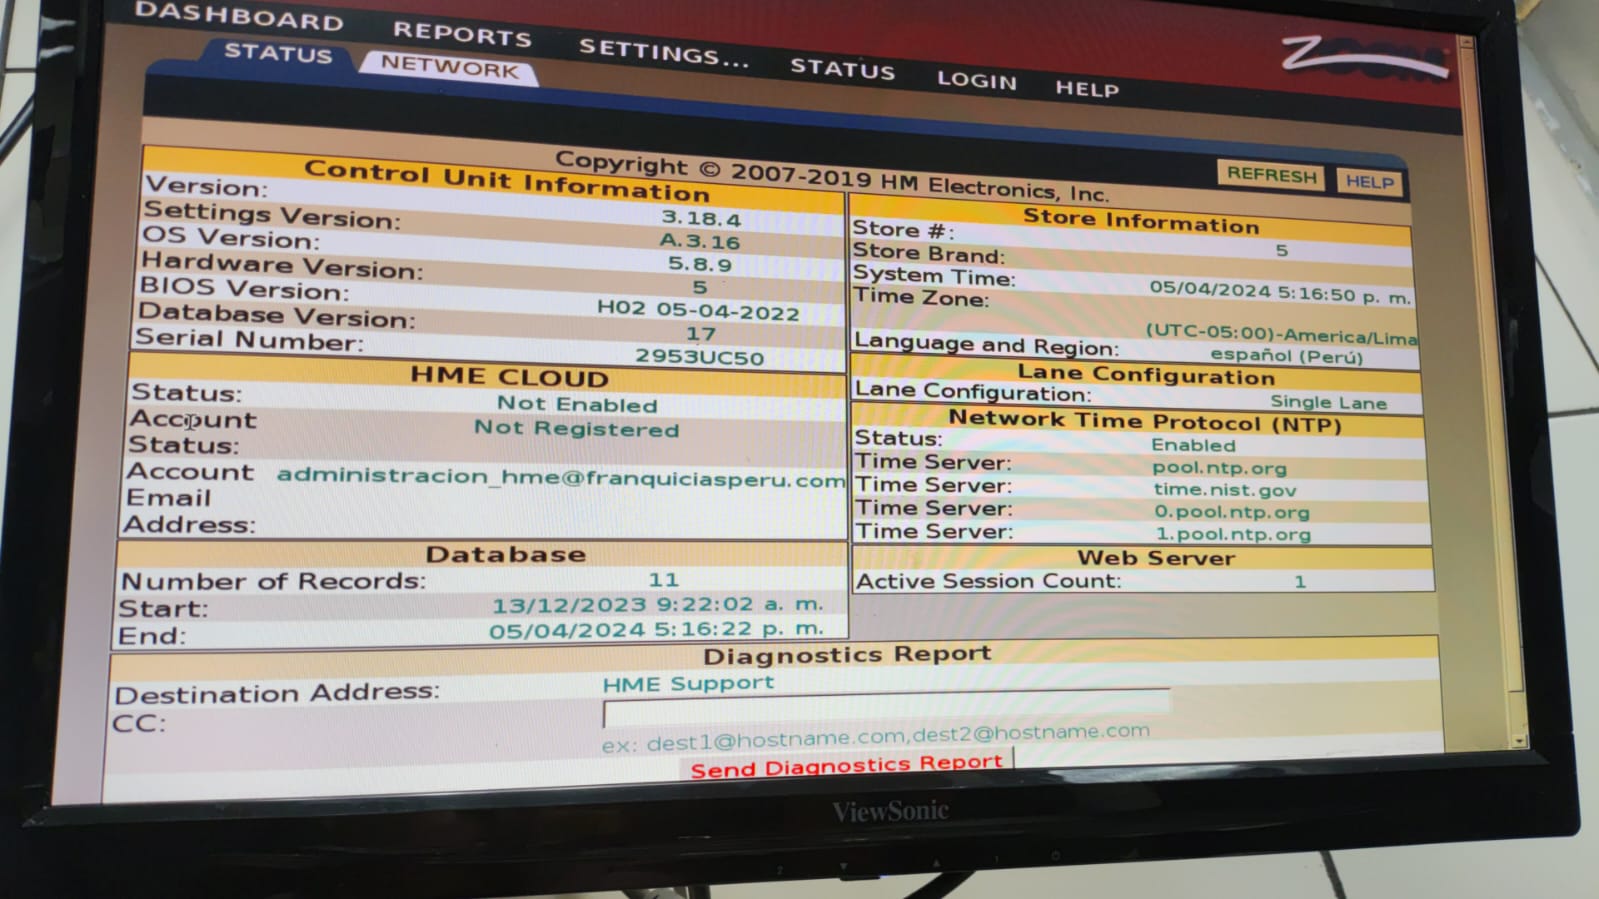 DASHBOARD REPORTS SETTINGS... STATUS LOGIN HELP
ZOOM
STATUS NETWORK
Copyright © 2007-2019 HM Electronics, Inc.
REFRESH HELP
Control Unit Information
Version: 3.18.4
Settings Version: A.3.16
OS Version: 5.8.9
Hardware Version: 5
BIOS Version: H02 05-04-2022
Database Version: 17
Serial Number: 2953UC50
HME CLOUD
Status: Not Enabled
Account Status: Not Registered
Account Email Address: administracion_hme@franquiciasperu.com
Database
Number of Records: 11
Start: 13/12/2023 9:22:02 a. m.
End: 05/04/2024 5:16:22 p. m.
Store Information
Store #: 5
Store Brand:
System Time: 05/04/2024 5:16:50 p. m.
Time Zone: (UTC-05:00)-America/Lima
Language and Region: español (Perú)
Lane Configuration
Lane Configuration: Single Lane
Network Time Protocol (NTP)
Status: Enabled
Time Server: pool.ntp.org
Time Server: time.nist.gov
Time Server: 0.pool.ntp.org
Time Server: 1.pool.ntp.org
Web Server
Active Session Count: 1
Diagnostics Report
Destination Address: HME Support
CC:
ex: dest1@hostname.com,dest2@hostname.com
Send Diagnostics Report
ViewSonic